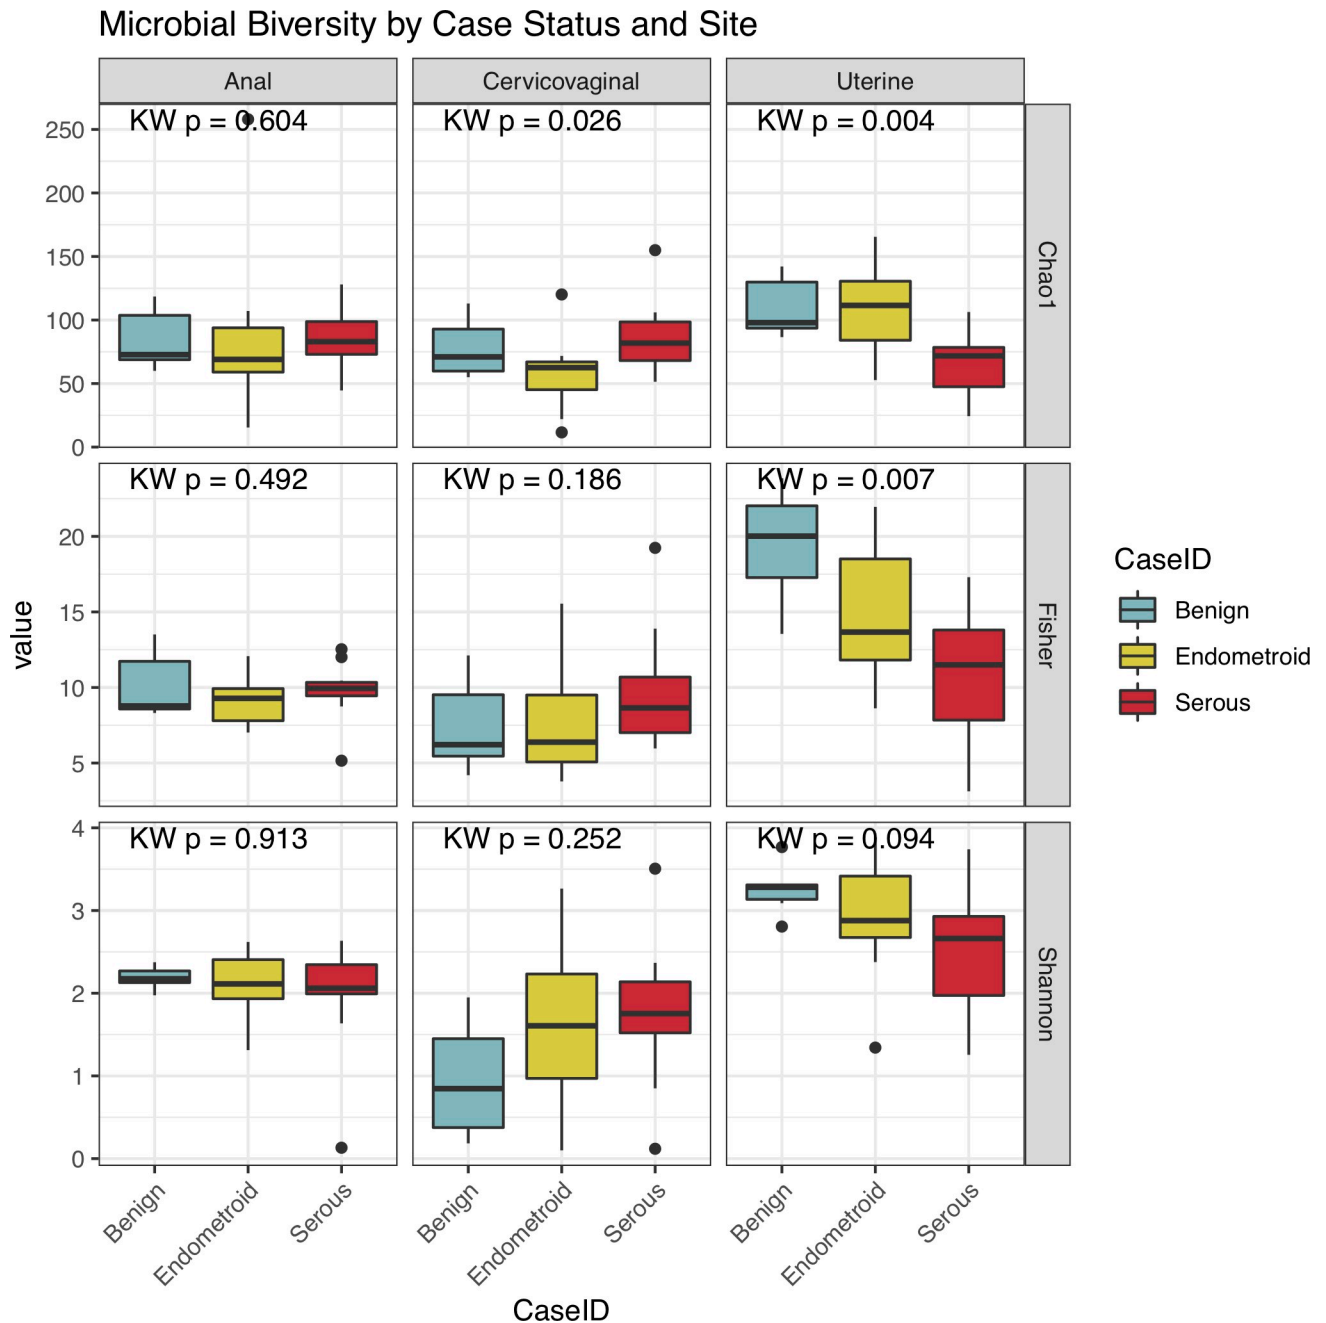 Microbial Biversity by Case Status and Site
Anal
Cervicovaginal
Uterine
KW p = 0.604
KW p = 0.026
KW p = 0.004
250
200
150
100
50
0
Chao1
KW p = 0.492
KW p = 0.186
KW p = 0.007
20
15
10
5
Fisher
KW p = 0.913
KW p = 0.252
KW p = 0.094
4
3
2
1
0
Shannon
value
Benign
Endometroid
Serous
Benign
Endometroid
Serous
Benign
Endometroid
Serous
CaseID
CaseID
Benign
Endometroid
Serous